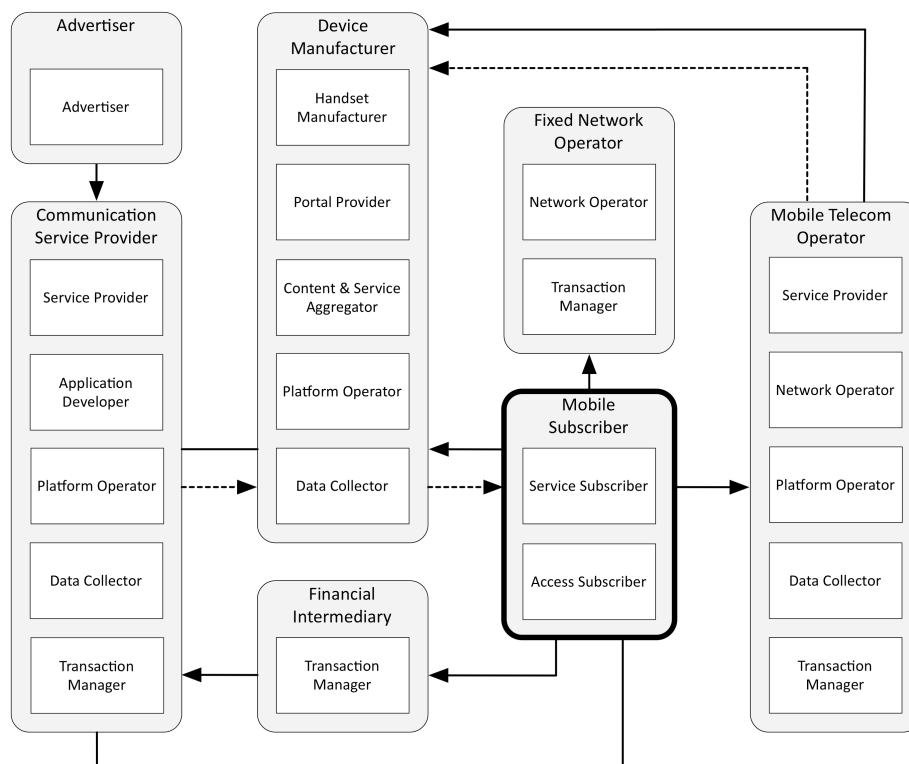 Advertiser
Advertiser
Communication
Service Provider
Service Provider
Application
Developer
Platform Operator
Data Collector
Transaction
Manager
Device
Manufacturer
Handset
Manufacturer
Portal Provider
Content & Service
Aggregator
Platform Operator
Data Collector
Financial
Intermediary
Transaction
Manager
Fixed Network
Operator
Network Operator
Transaction
Manager
Mobile
Subscriber
Service Subscriber
Access Subscriber
Mobile Telecom
Operator
Service Provider
Network Operator
Platform Operator
Data Collector
Transaction
Manager